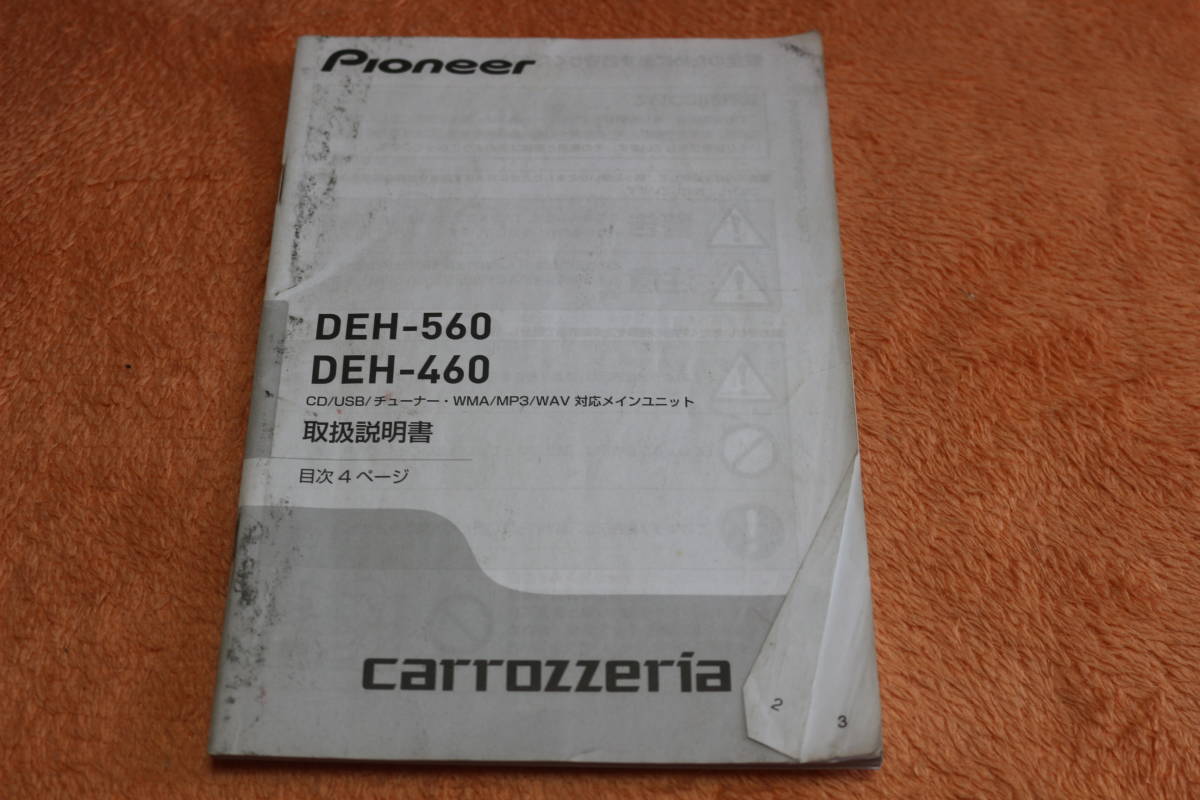 Pioneer
DEH-560
DEH-460
CD/USB/チューナー・WMA/MP3/WAV 対応メインユニット
取扱説明書
目次 4 ページ
carrozzeria
2
3